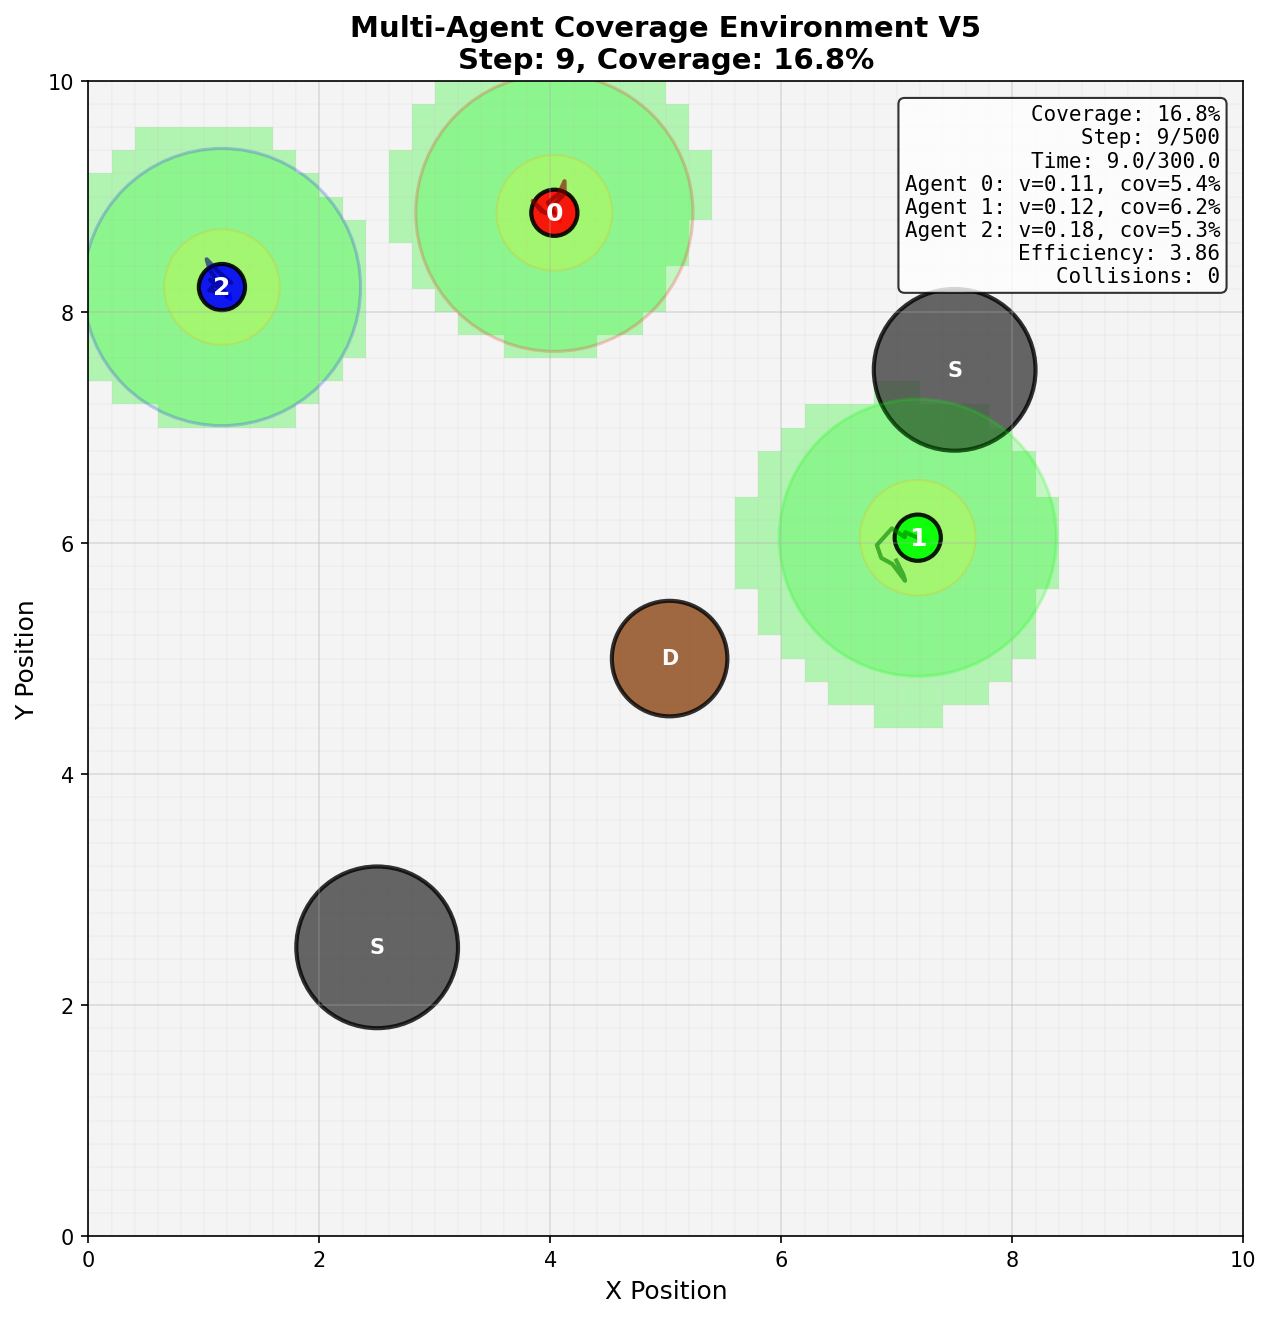 Multi-Agent Coverage Environment V5
Step: 9, Coverage: 16.8%
Coverage: 16.8%
Step: 9/500
Time: 9.0/300.0
Agent 0: v=0.11, cov=5.4%
Agent 1: v=0.12, cov=6.2%
Agent 2: v=0.18, cov=5.3%
Efficiency: 3.86
Collisions: 0
10
8
6
4
2
0
Y Position
0
2
S
1
D
S
0 2 4 6 8 10
X Position